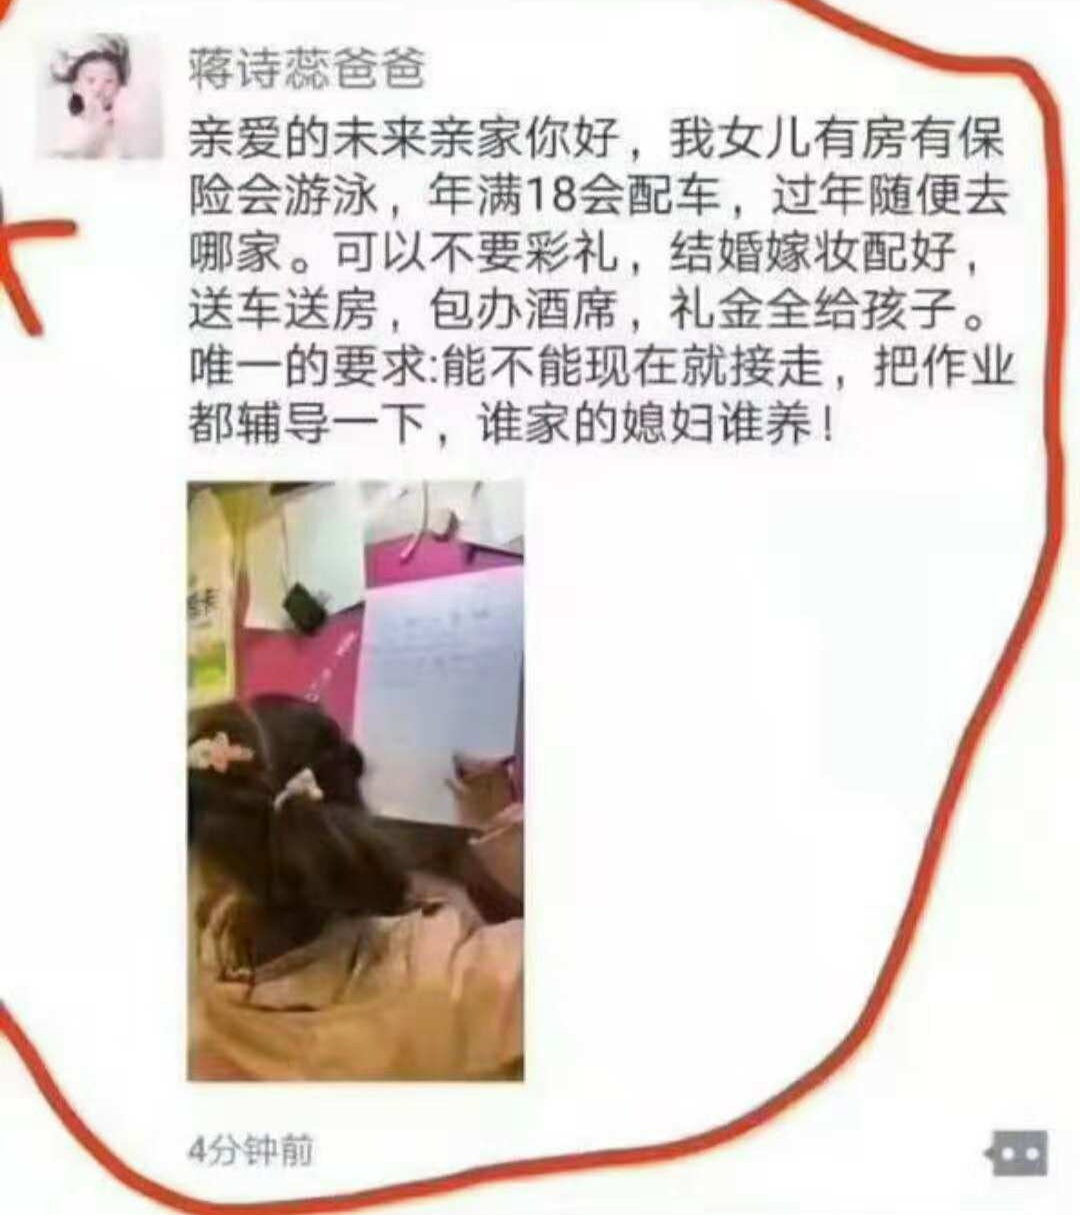 蒋诗蕊爸爸
亲爱的未来亲家你好，我女儿有房有保
险会游泳，年满18会配车，过年随便去
哪家。可以不要彩礼，结婚嫁妆配好，
送车送房，包办酒席，礼金全给孩子。
唯一的要求:能不能现在就接走，把作业
都辅导一下，谁家的媳妇谁养！
卡
4分钟前